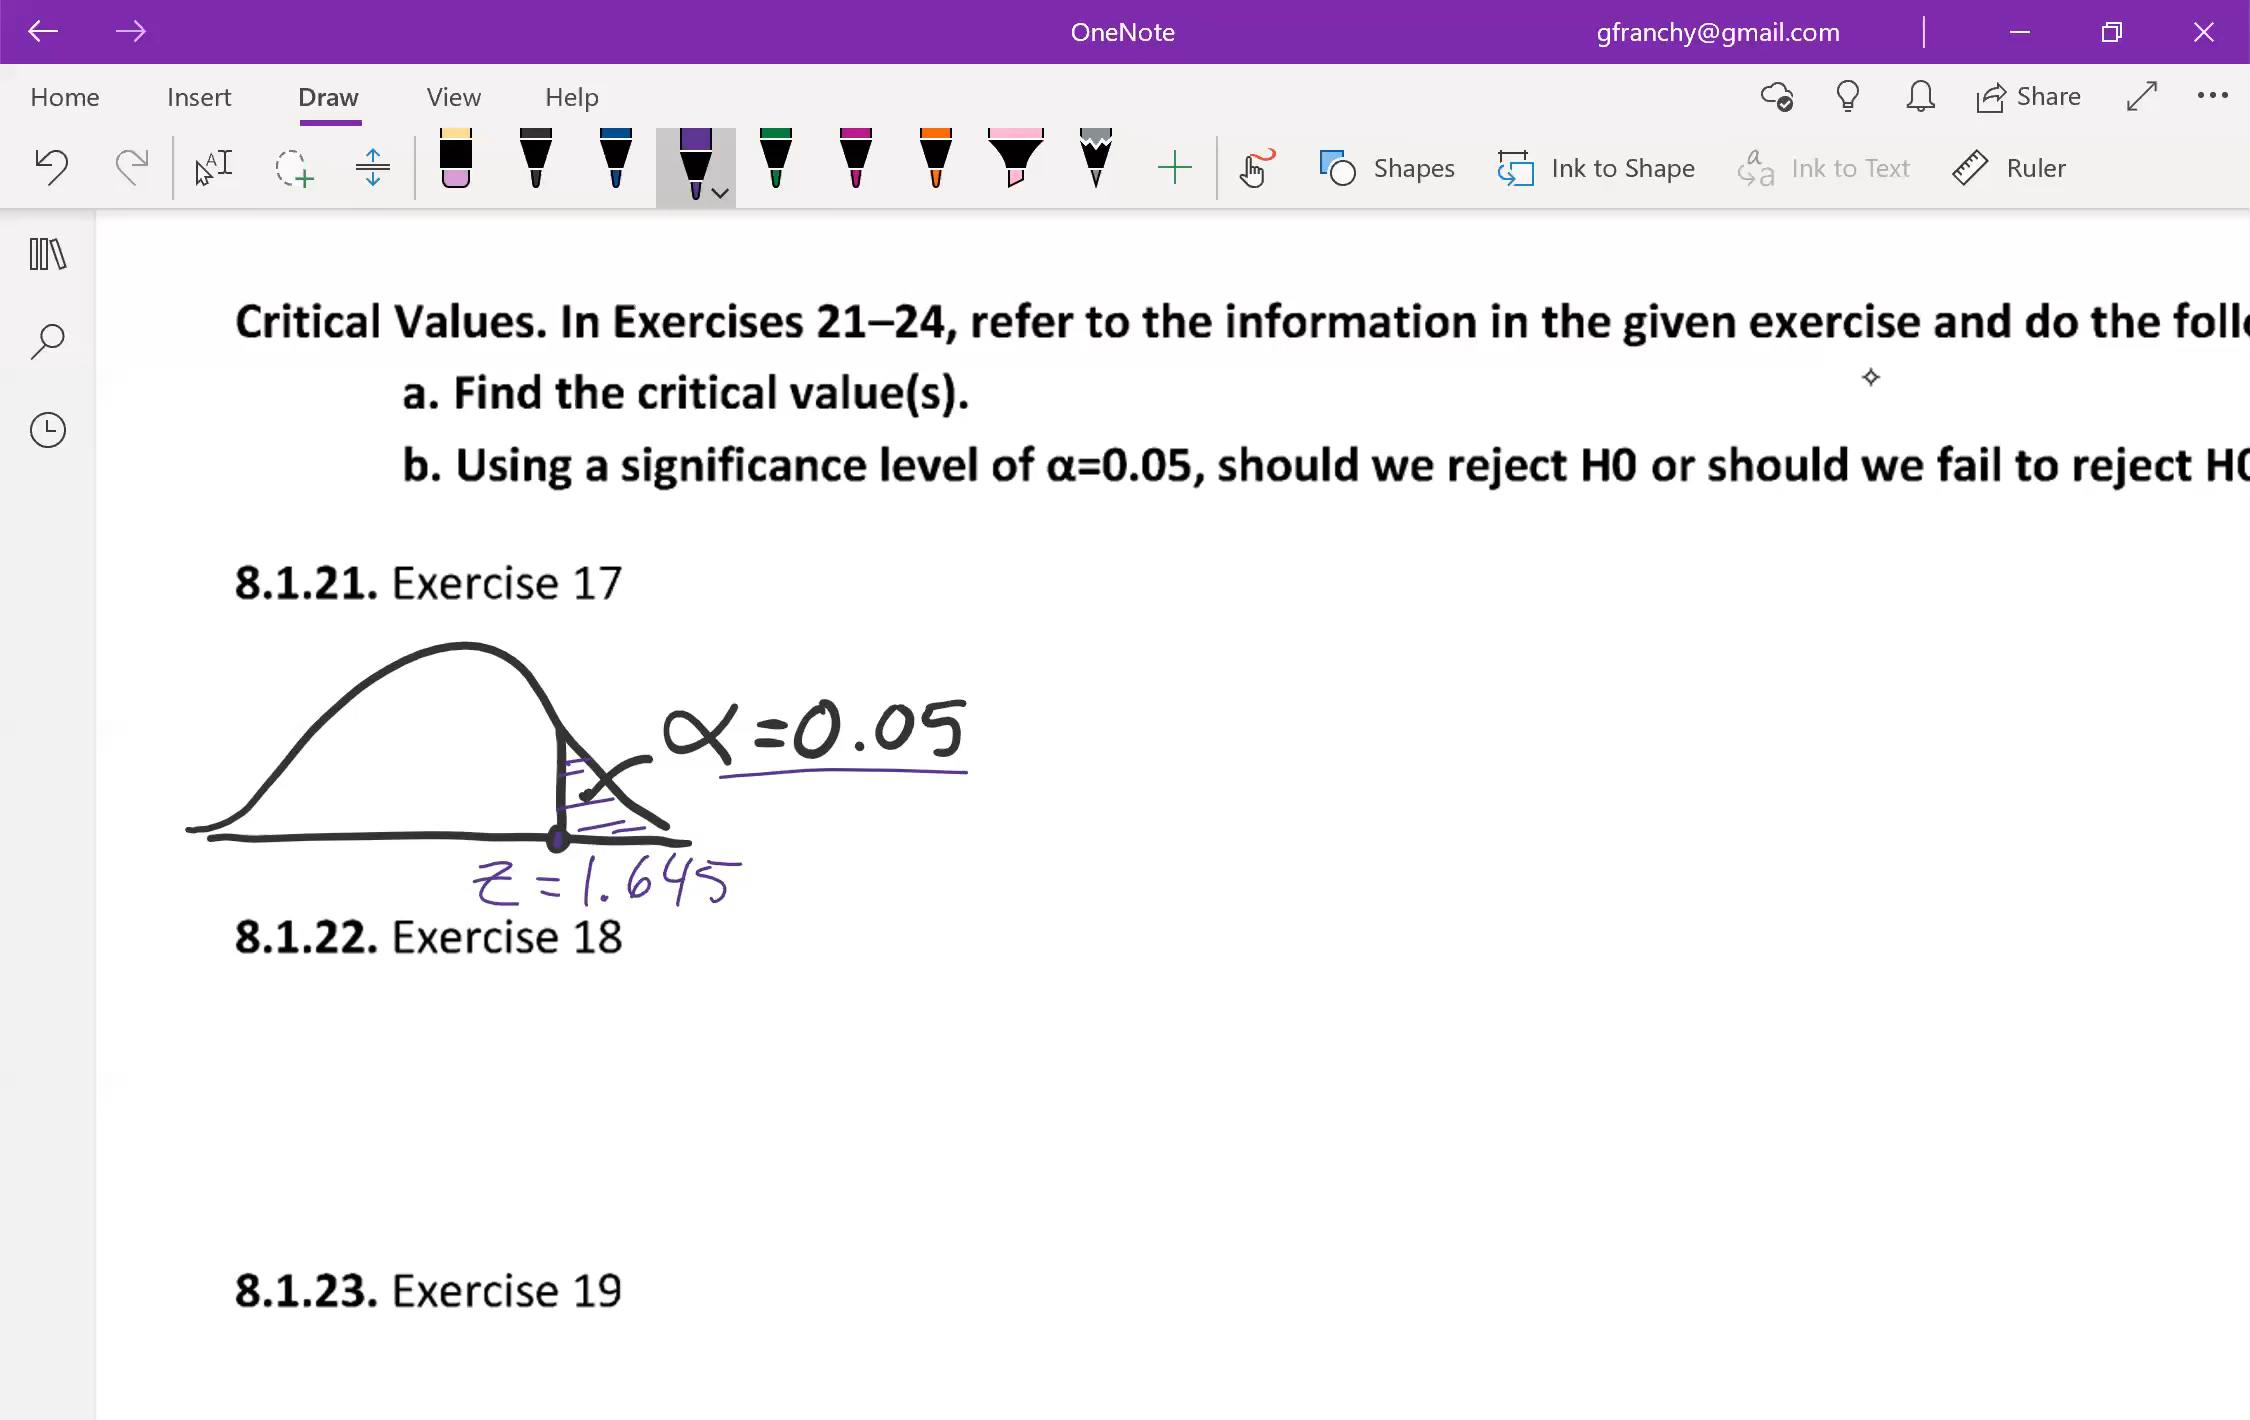 OneNote
gfranchy@gmail.com
Home Insert Draw View Help
Share
Shapes Ink to Shape Ink to Text Ruler
Critical Values. In Exercises 21–24, refer to the information in the given exercise and do the foll
a. Find the critical value(s).
b. Using a significance level of α=0.05, should we reject H0 or should we fail to reject H0
8.1.21. Exercise 17
α=0.05
z=1.645
8.1.22. Exercise 18
8.1.23. Exercise 19